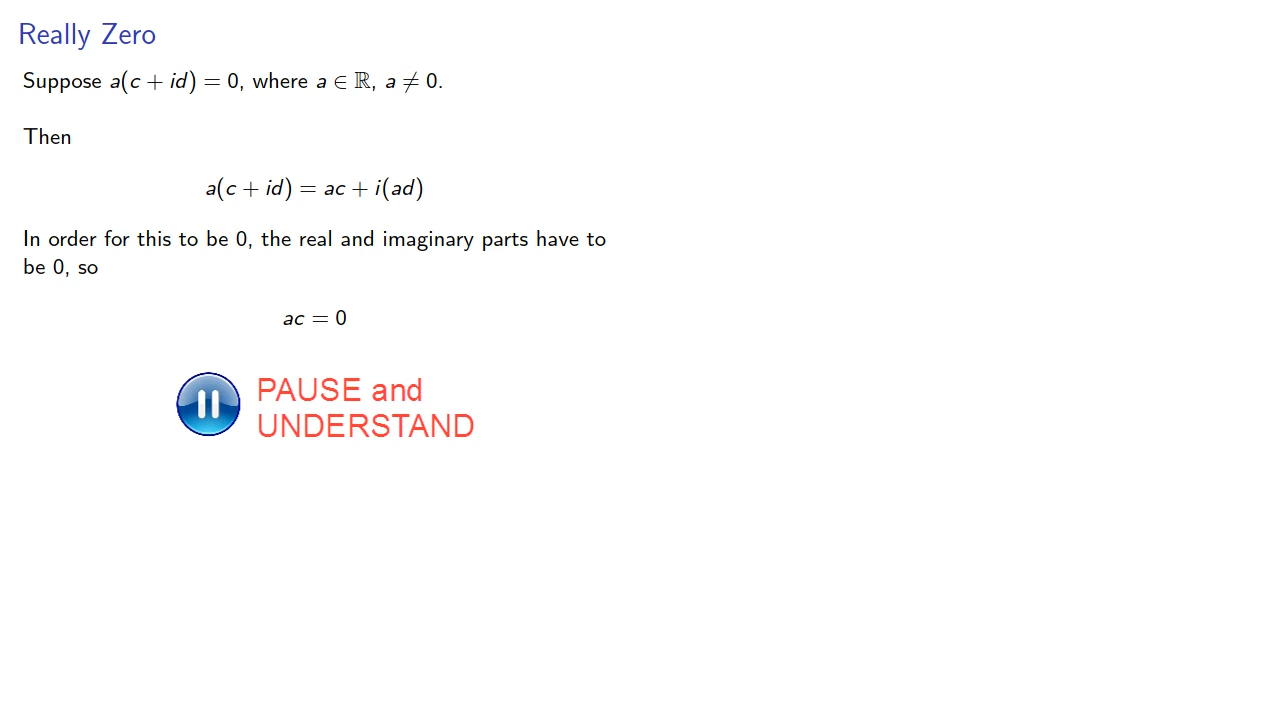 Really Zero
Suppose a(c + id) = 0, where a ∈ ℝ, a ≠ 0.
Then
a(c + id) = ac + i(ad)
In order for this to be 0, the real and imaginary parts have to
be 0, so
ac = 0
PAUSE and
UNDERSTAND